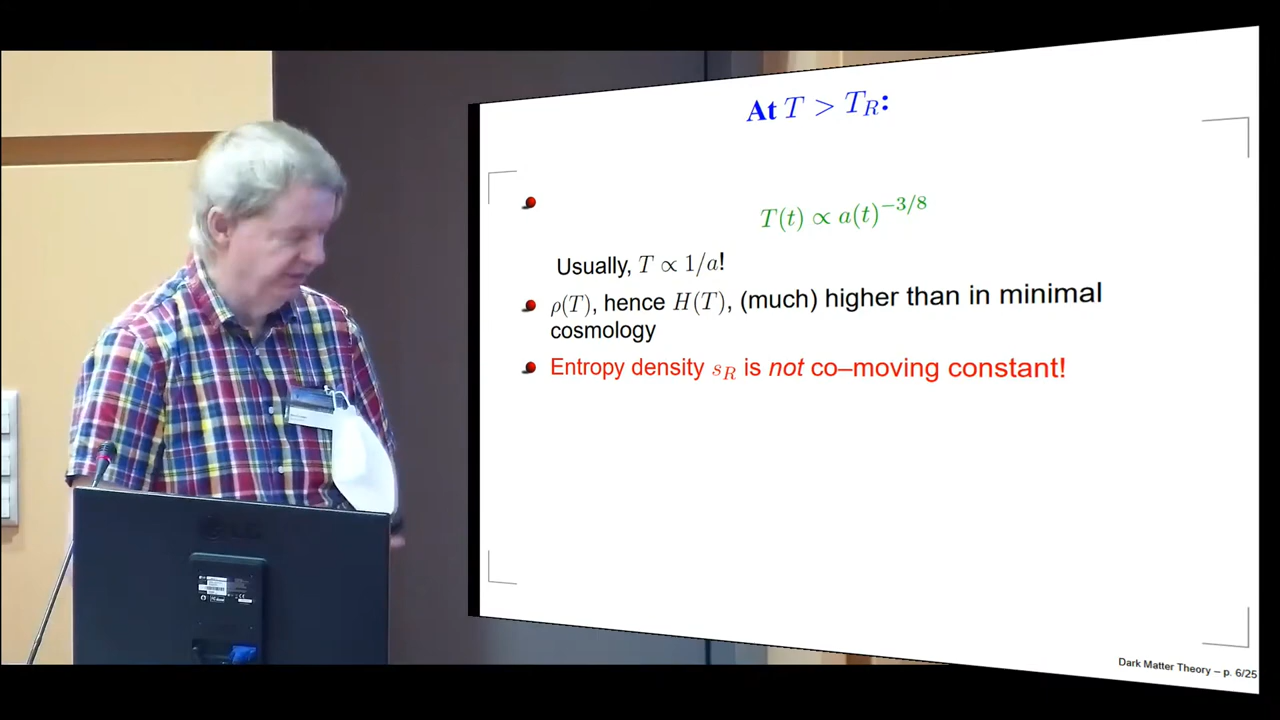 At T > T_R:
T(t) ∝ a(t)^{−3/8}
Usually, T ∝ 1/a!
ρ(T), hence H(T), (much) higher than in minimal
cosmology
Entropy density s_R is not co–moving constant!
Dark Matter Theory – p. 6/25